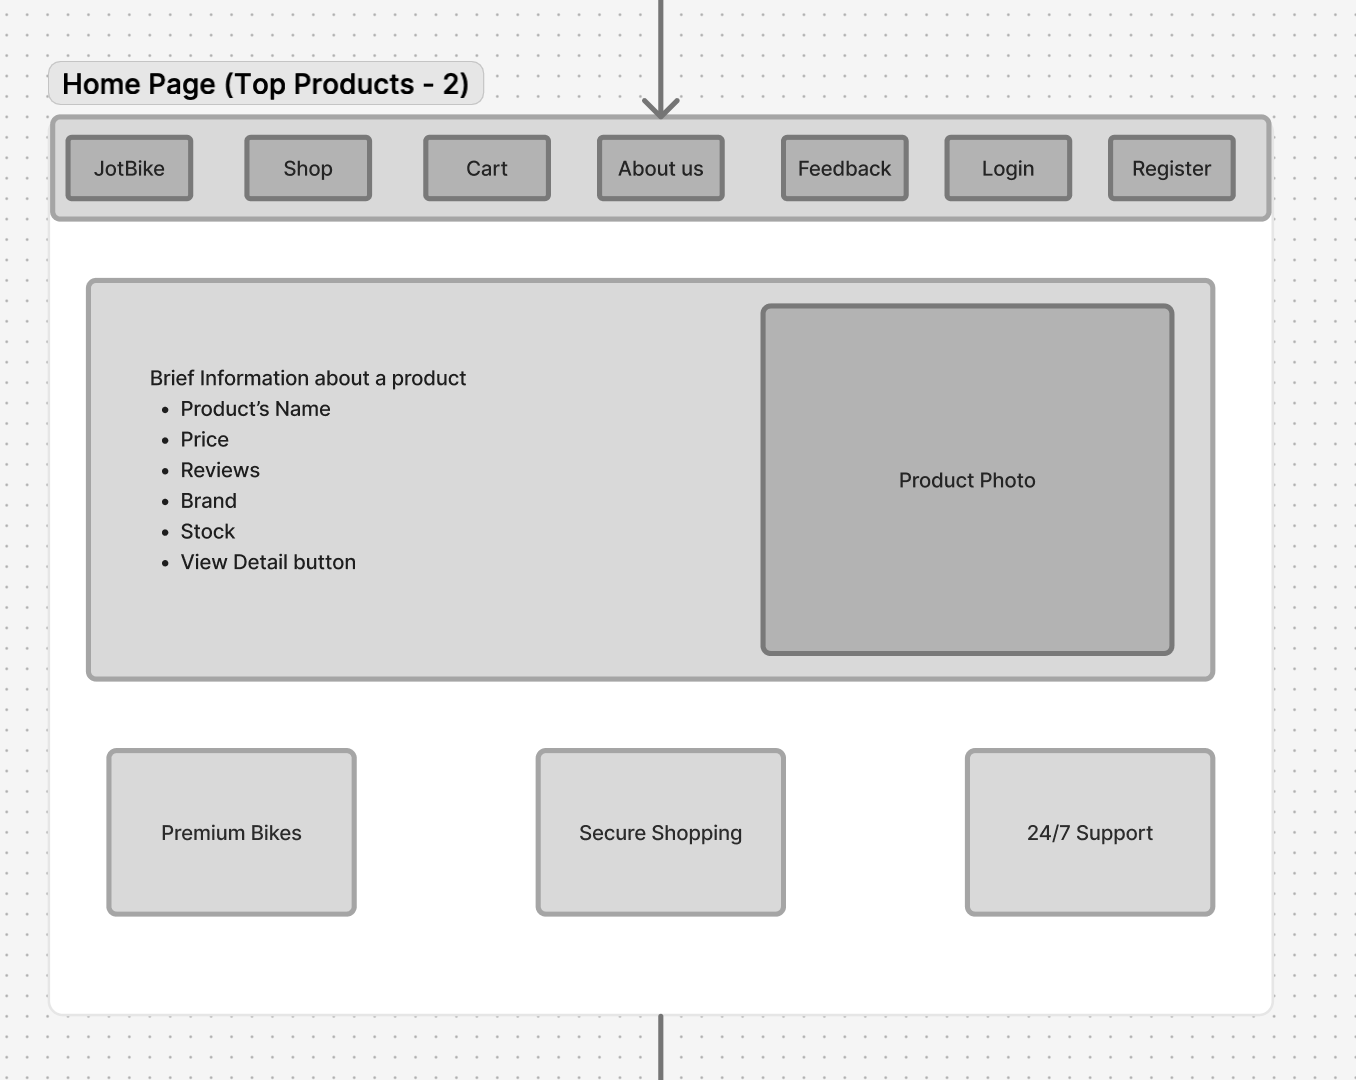 Home Page (Top Products - 2)
JotBike
Shop
Cart
About us
Feedback
Login
Register
Brief Information about a product
• Product’s Name
• Price
• Reviews
• Brand
• Stock
• View Detail button
Product Photo
Premium Bikes
Secure Shopping
24/7 Support